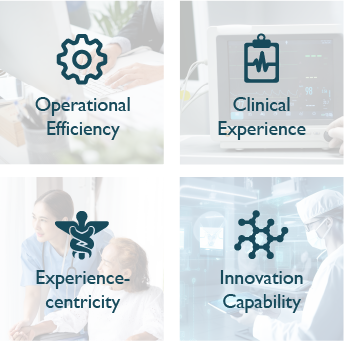 Operational
Efficiency
Clinical
Experience
Experience-
centricity
Innovation
Capability